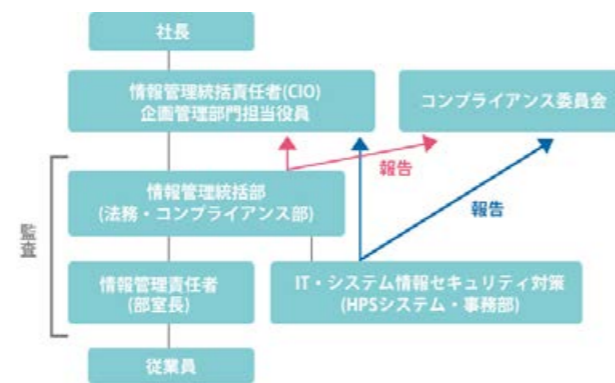 社長
情報管理統括責任者(CIO)
企画管理部門担当役員
コンプライアンス委員会
報告
情報管理統括部
(法務・コンプライアンス部)
報告
監査
情報管理責任者
(部室長)
IT・システム情報セキュリティ対策
(HPSシステム・事務部)
従業員